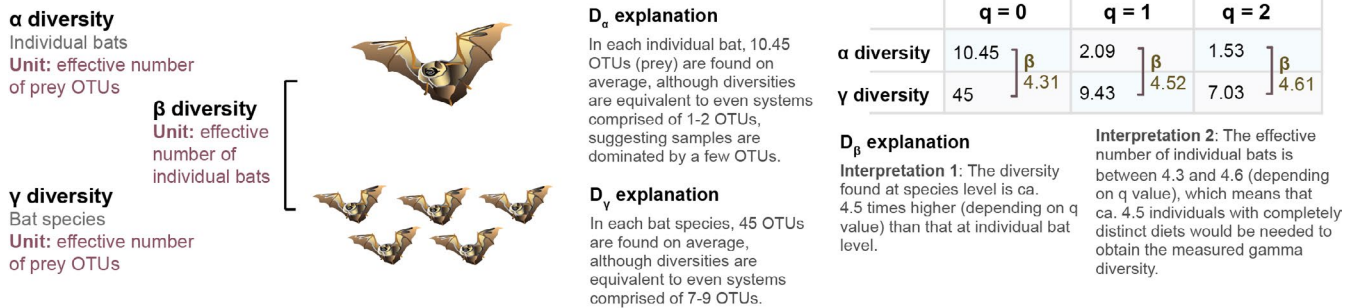 α diversity
Individual bats
Unit: effective number
of prey OTUs
β diversity
Unit: effective
number of
individual bats
γ diversity
Bat species
Unit: effective number
of prey OTUs
Dα explanation
In each individual bat, 10.45
OTUs (prey) are found on
average, although diversities
are equivalent to even systems
comprised of 1-2 OTUs,
suggesting samples are
dominated by a few OTUs.
Dγ explanation
In each bat species, 45 OTUs
are found on average,
although diversities are
equivalent to even systems
comprised of 7-9 OTUs.
q = 0 q = 1 q = 2
α diversity 10.45 2.09 1.53
β β β
4.31 4.52 4.61
γ diversity 45 9.43 7.03
Dβ explanation
Interpretation 1: The diversity
found at species level is ca.
4.5 times higher (depending on q
value) than that at individual bat
level.
Interpretation 2: The effective
number of individual bats is
between 4.3 and 4.6 (depending
on q value), which means that
ca. 4.5 individuals with completely
distinct diets would be needed to
obtain the measured gamma
diversity.